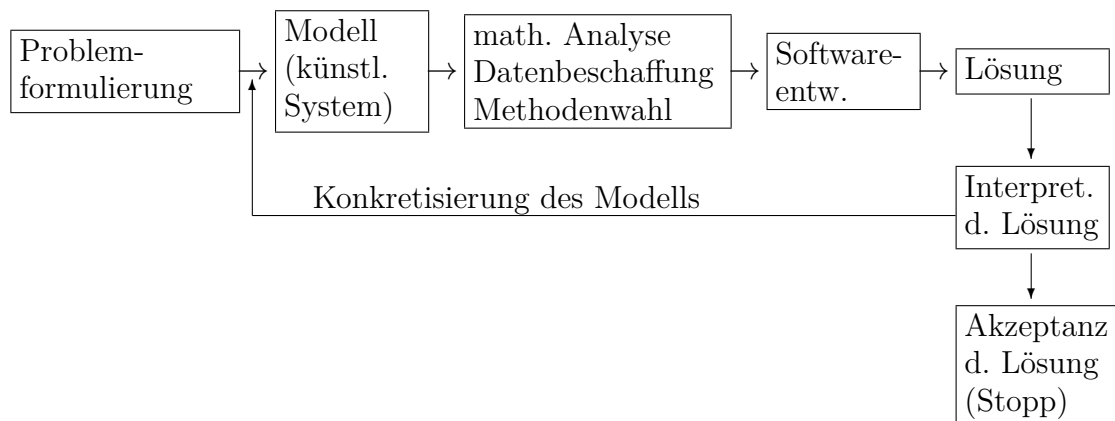 Problem-
formulierung
Modell
(künstl.
System)
math. Analyse
Datenbeschaffung
Methodenwahl
Software-
entw.
Lösung
Interpret.
d. Lösung
Konkretisierung des Modells
Akzeptanz
d. Lösung
(Stopp)